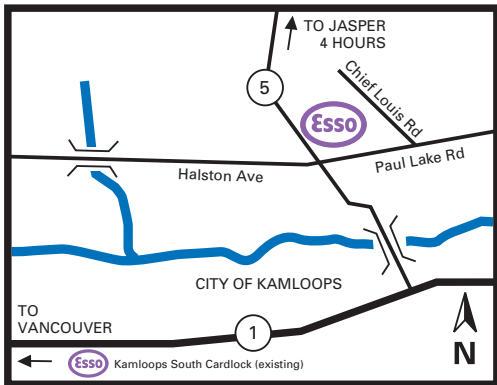 TO JASPER
4 HOURS
5
Esso
Chief Louis Rd
Halston Ave
Paul Lake Rd
CITY OF KAMLOOPS
TO
VANCOUVER
1
N
Esso Kamloops South Cardlock (existing)